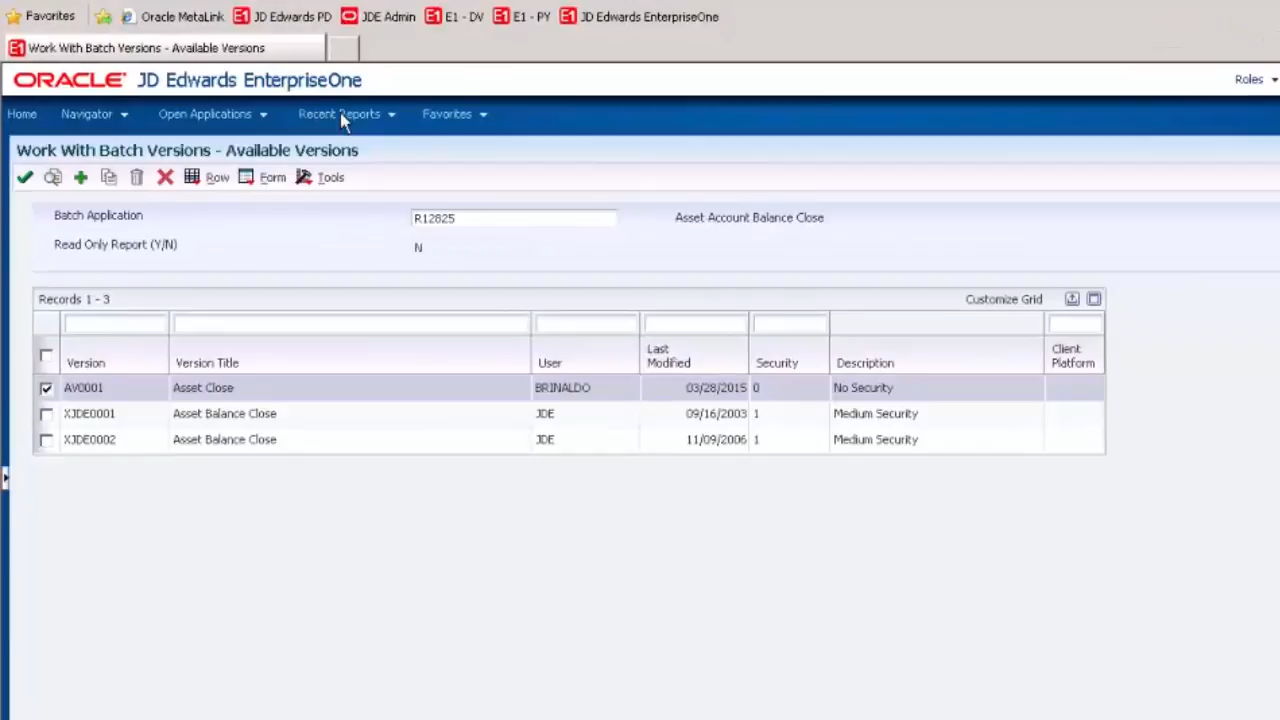 Favorites Oracle MetaLink JD Edwards PD JDE Admin E1 - DV E1 - PY JD Edwards EnterpriseOne
Work With Batch Versions - Available Versions
ORACLE JD Edwards EnterpriseOne Roles
Home Navigator Open Applications Recent Reports Favorites
Work With Batch Versions - Available Versions
Row Form Tools
Batch Application R12825 Asset Account Balance Close
Read Only Report (Y/N) N
Records 1 - 3 Customize Grid
Version Version Title User Last Modified Security Description Client Platform
AV0001 Asset Close BRINALDO 03/28/2015 0 No Security
XJDE0001 Asset Balance Close JDE 09/16/2003 1 Medium Security
XJDE0002 Asset Balance Close JDE 11/09/2006 1 Medium Security